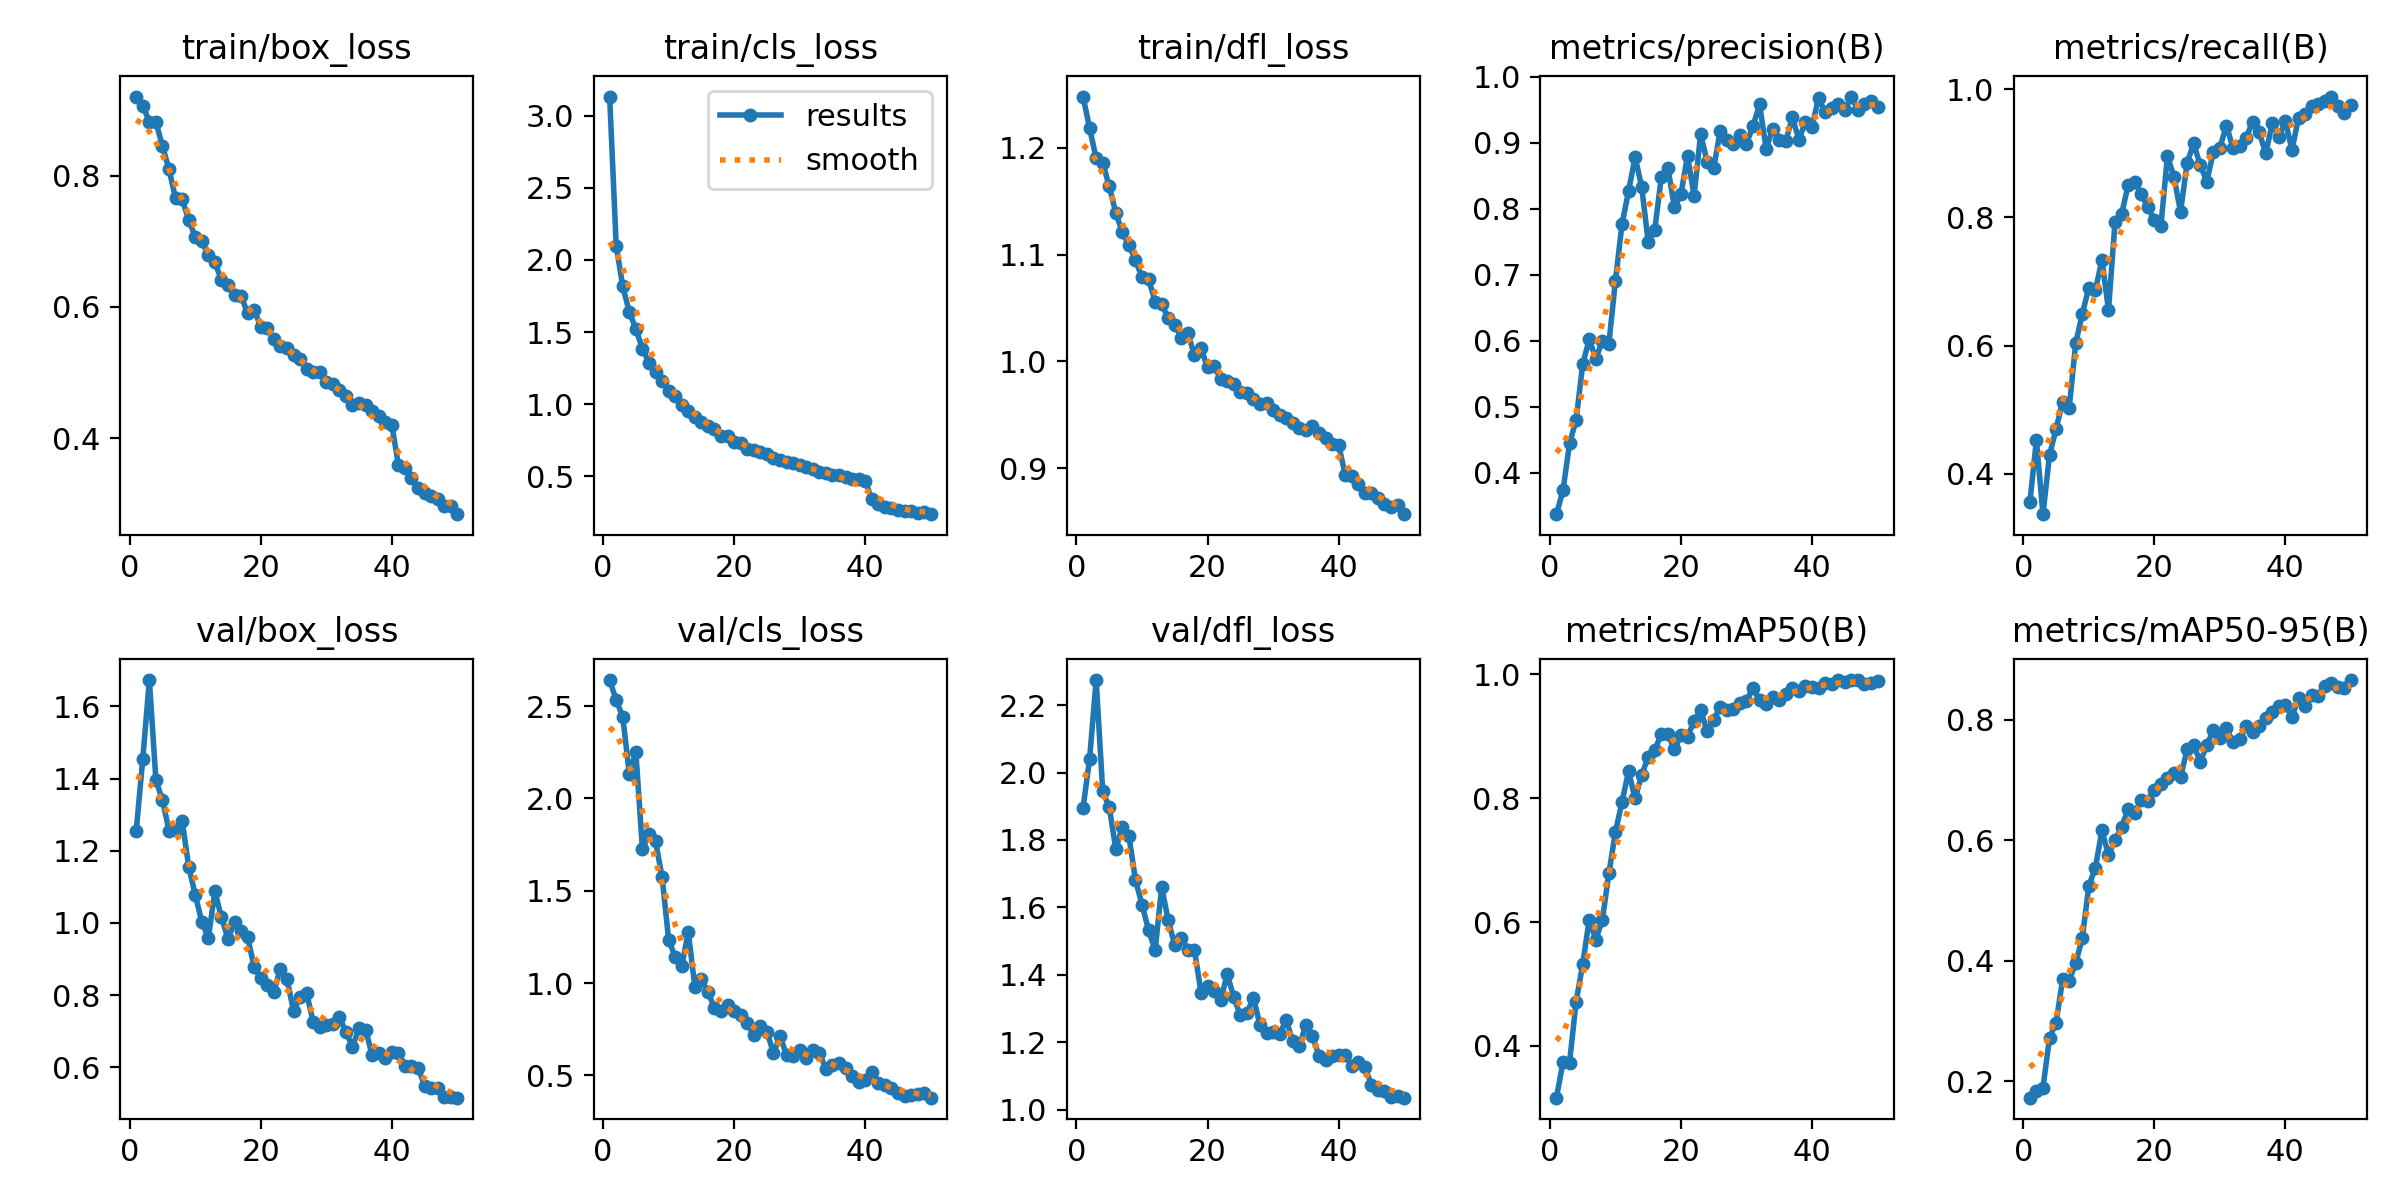 train/box_loss
0.8
0.6
0.4
0 20 40
train/cls_loss
results
smooth
3.0
2.5
2.0
1.5
1.0
0.5
0 20 40
train/dfl_loss
1.2
1.1
1.0
0.9
0 20 40
metrics/precision(B)
1.0
0.9
0.8
0.7
0.6
0.5
0.4
0 20 40
metrics/recall(B)
1.0
0.8
0.6
0.4
0 20 40
val/box_loss
1.6
1.4
1.2
1.0
0.8
0.6
0 20 40
val/cls_loss
2.5
2.0
1.5
1.0
0.5
0 20 40
val/dfl_loss
2.2
2.0
1.8
1.6
1.4
1.2
1.0
0 20 40
metrics/mAP50(B)
1.0
0.8
0.6
0.4
0 20 40
metrics/mAP50-95(B)
0.8
0.6
0.4
0.2
0 20 40